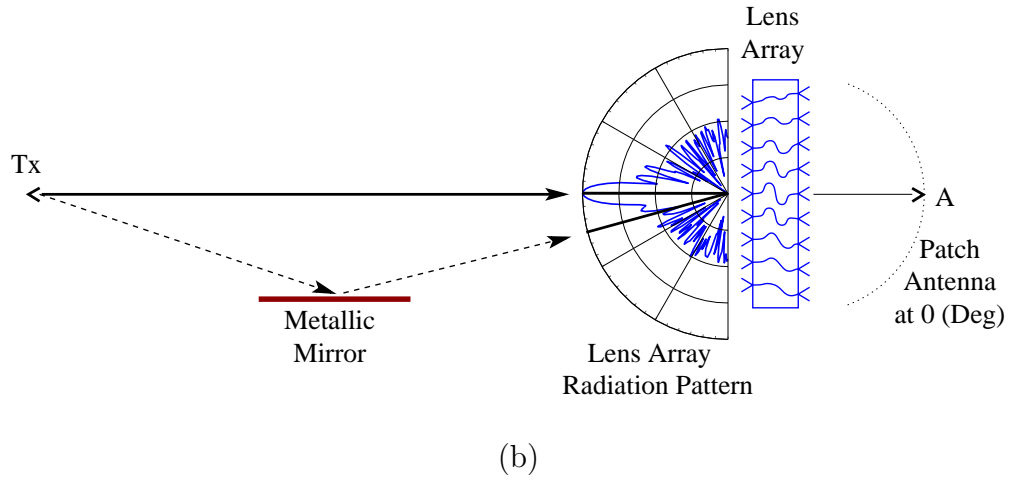 Lens
Array
Tx
A
Patch
Antenna
at 0 (Deg)
Metallic
Mirror
Lens Array
Radiation Pattern
(b)